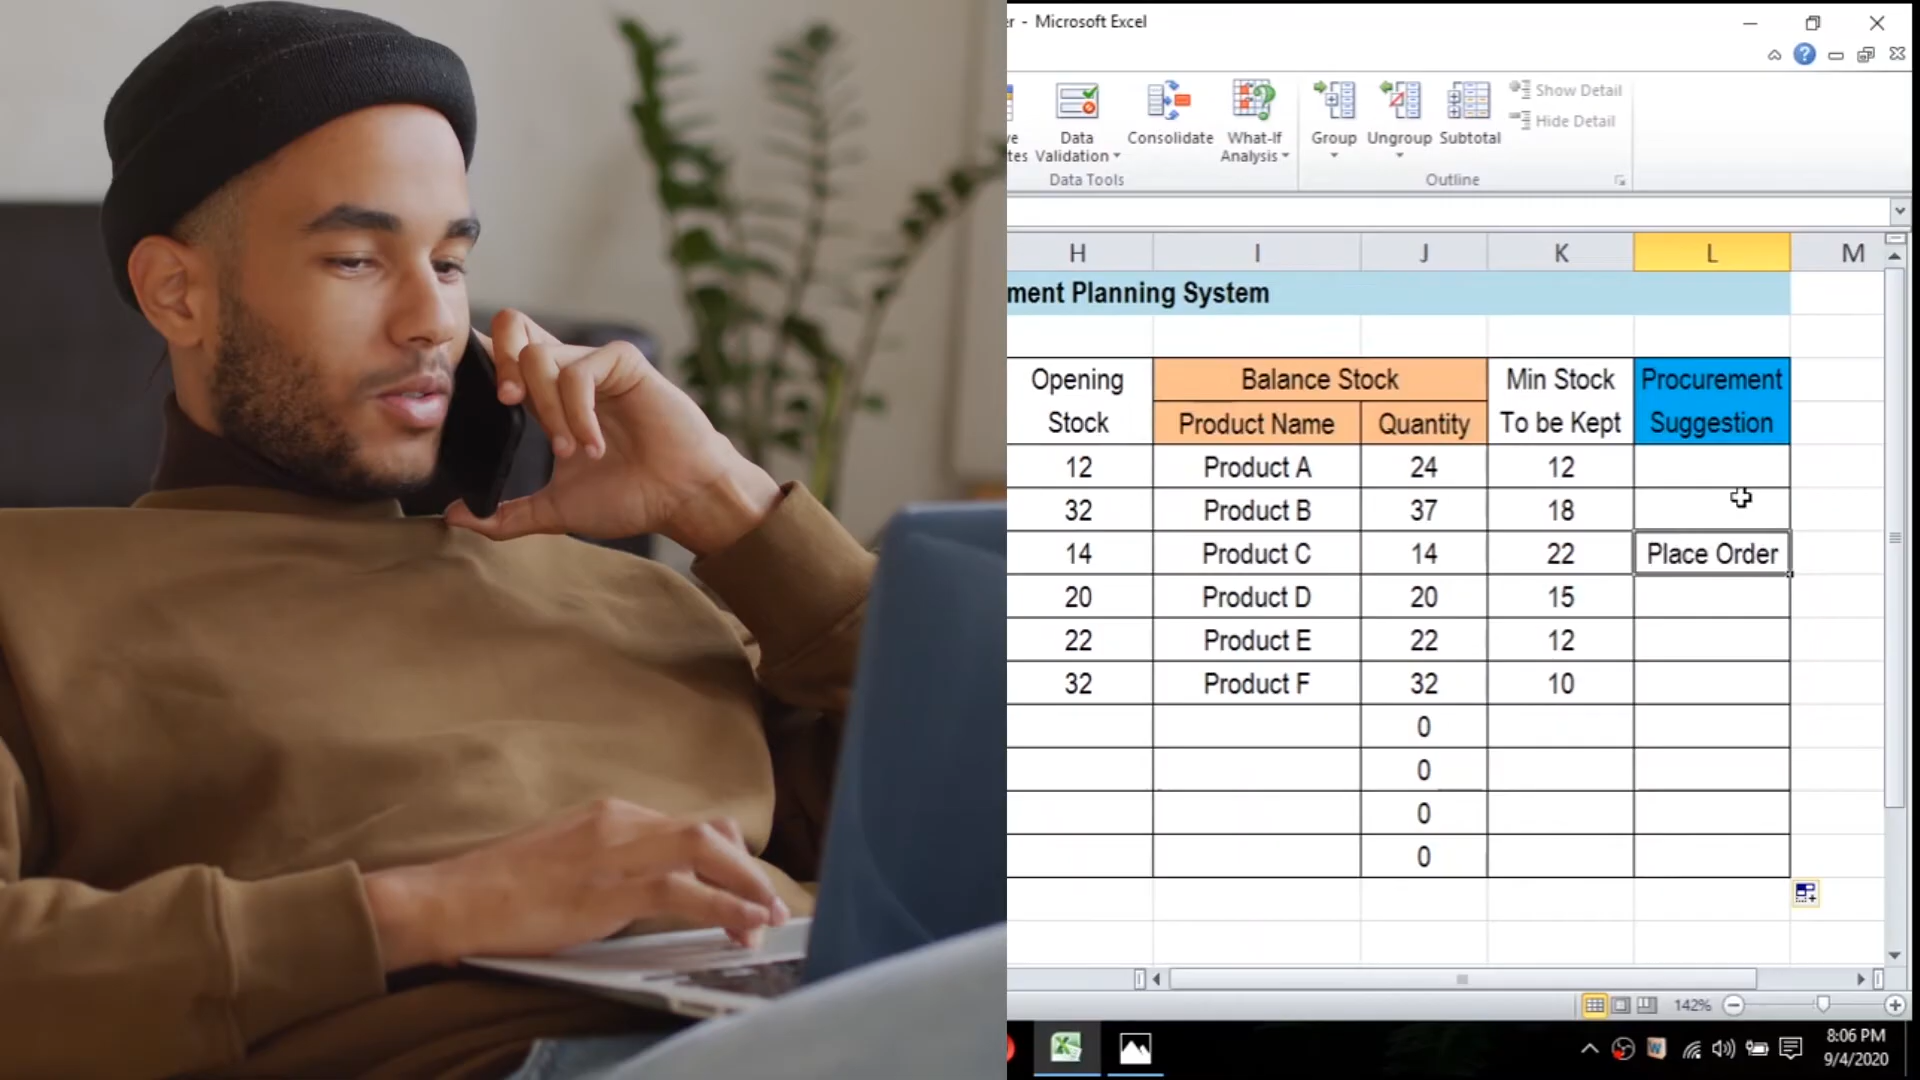 r - Microsoft Excel
Show Detail
Hide Detail
ve
tes
Data
Validation
Consolidate
What-If
Analysis
Group
Ungroup
Subtotal
Data Tools
Outline
H I J K L M
ment Planning System
Opening
Stock
Balance Stock
Product Name
Quantity
Min Stock
To be Kept
Procurement
Suggestion
12 Product A 24 12
32 Product B 37 18
14 Product C 14 22 Place Order
20 Product D 20 15
22 Product E 22 12
32 Product F 32 10
0
0
0
0
142%
8:06 PM
9/4/2020